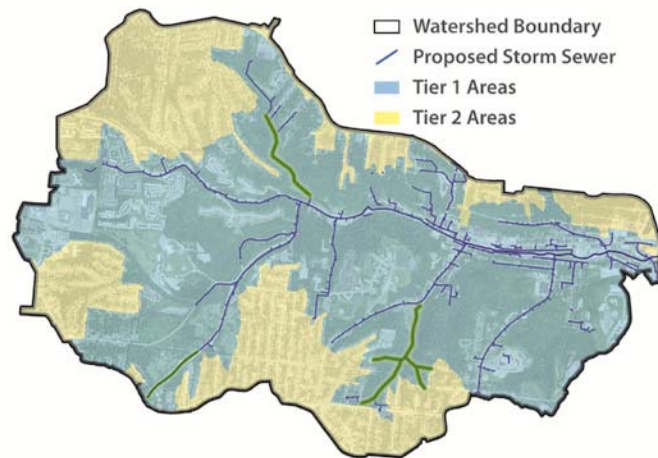 Watershed Boundary
Proposed Storm Sewer
Tier 1 Areas
Tier 2 Areas